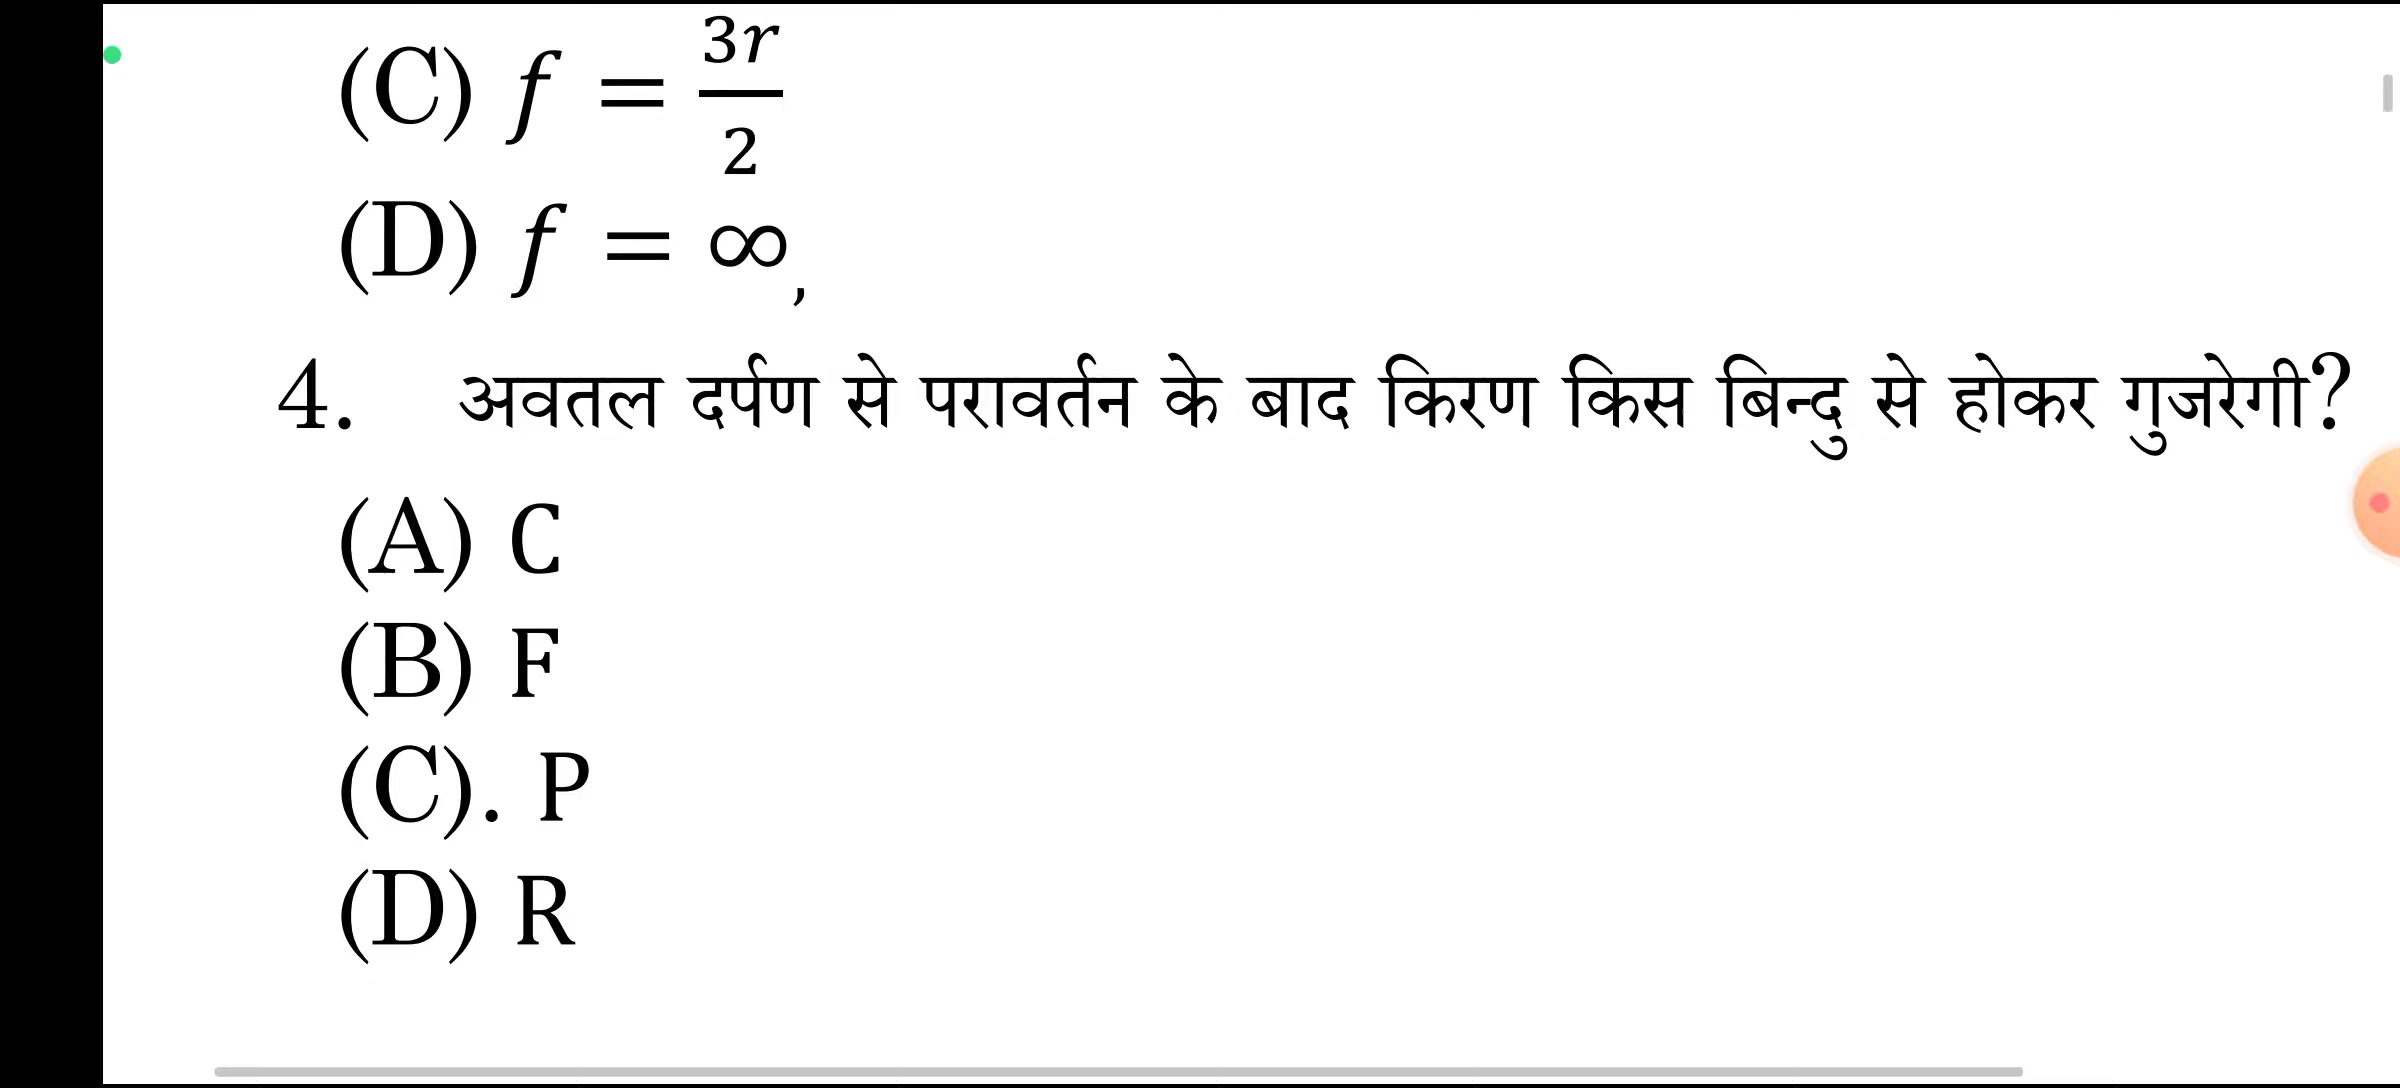 (C) f = 3r/2
(D) f = ∞,
4. अवतल दर्पण से परावर्तन के बाद किरण किस बिन्दु से होकर गुजरेगी?
(A) C
(B) F
(C). P
(D) R